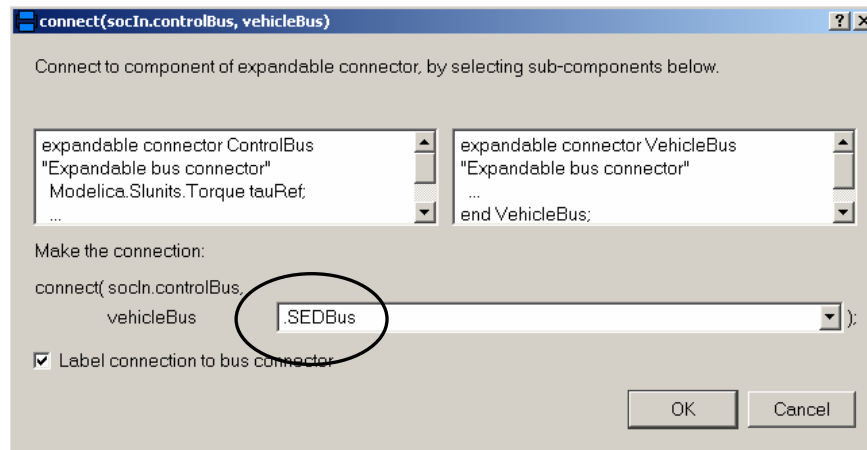 connect(socIn.controlBus, vehicleBus)
Connect to component of expandable connector, by selecting sub-components below.
expandable connector ControlBus
"Expandable bus connector"
Modelica.SIunits.Torque tauRef;
...
expandable connector VehicleBus
"Expandable bus connector"
...
end VehicleBus;
Make the connection:
connect( socIn.controlBus,
vehicleBus .SEDBus );
Label connection to bus connector
OK Cancel